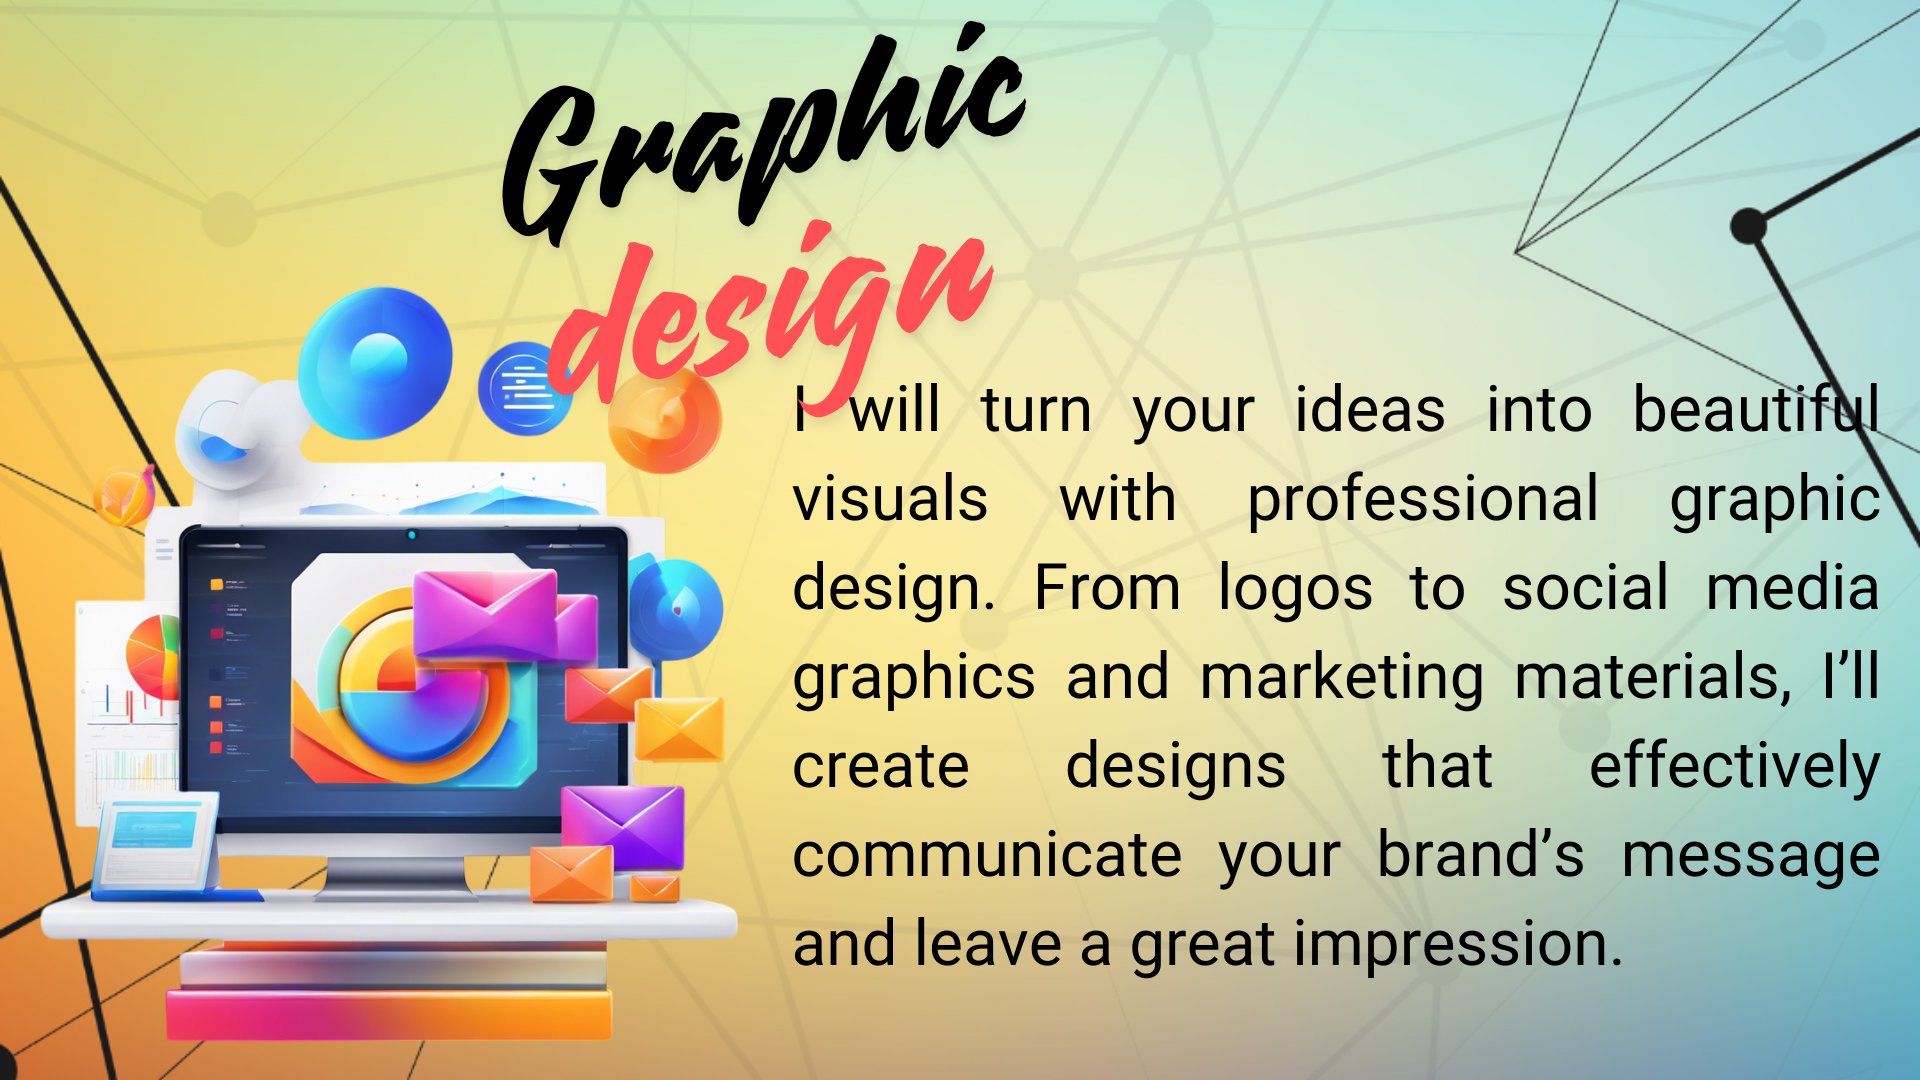 Graphic
design
I will turn your ideas into beautiful
visuals with professional graphic
design. From logos to social media
graphics and marketing materials, I’ll
create designs that effectively
communicate your brand’s message
and leave a great impression.